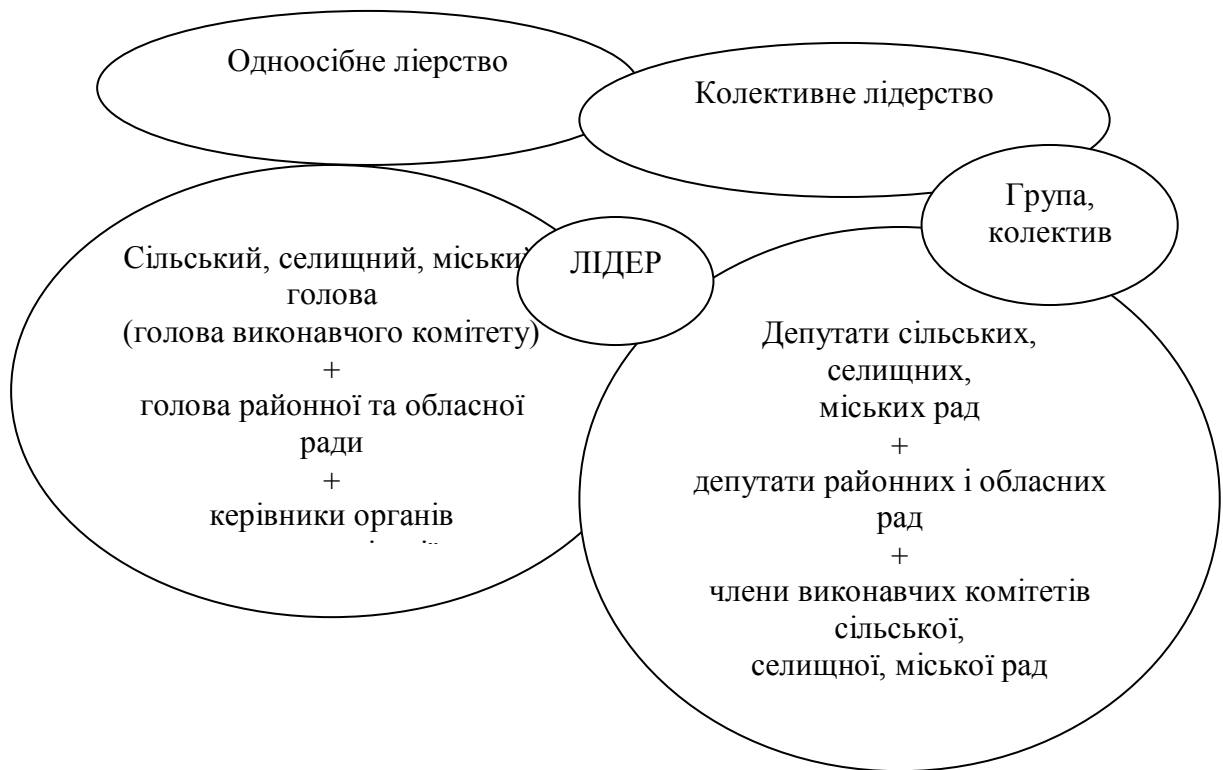 Одноосібне ліерство
Колективне лідерство
Група,
колектив
ЛІДЕР
Сільський, селищний, міський
голова
(голова виконавчого комітету)
+
голова районної та обласної
ради
+
керівники органів
Депутати сільських,
селищних,
міських рад
+
депутати районних і обласних
рад
+
члени виконавчих комітетів
сільської,
селищної, міської рад